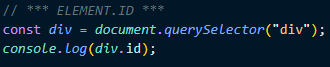 // *** ELEMENT.ID ***
const div = document.querySelector("div");
console.log(div.id);